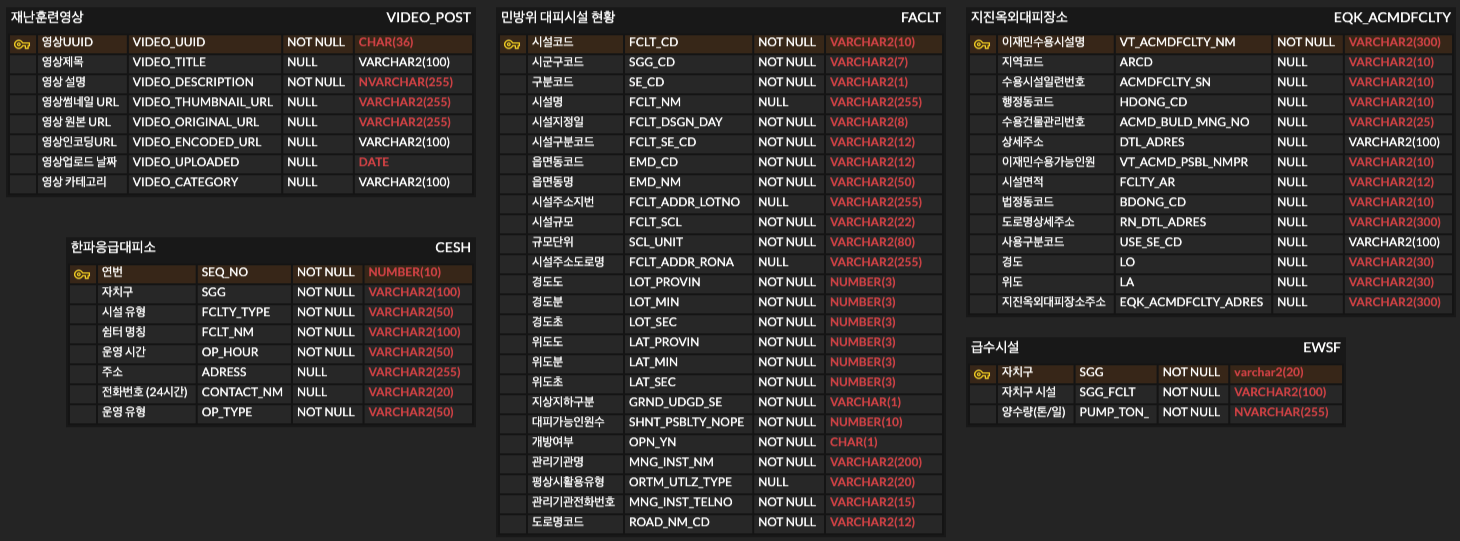 재난훈련영상 VIDEO_POST
영상UUID VIDEO_UUID NOT NULL CHAR(36)
영상제목 VIDEO_TITLE NULL VARCHAR2(100)
영상 설명 VIDEO_DESCRIPTION NOT NULL NVARCHAR(255)
영상썸네일 URL VIDEO_THUMBNAIL_URL NULL VARCHAR2(255)
영상 원본 URL VIDEO_ORIGINAL_URL NULL VARCHAR2(255)
영상인코딩URL VIDEO_ENCODED_URL NULL VARCHAR2(100)
영상업로드 날짜 VIDEO_UPLOADED NULL DATE
영상 카테고리 VIDEO_CATEGORY NULL VARCHAR2(100)
한파응급대피소 CESH
연번 SEQ_NO NOT NULL NUMBER(10)
자치구 SGG NOT NULL VARCHAR2(100)
시설 유형 FCLTY_TYPE NOT NULL VARCHAR2(50)
쉼터 명칭 FCLT_NM NOT NULL VARCHAR2(100)
운영 시간 OP_HOUR NOT NULL VARCHAR2(50)
주소 ADRESS NULL VARCHAR2(255)
전화번호 (24시간) CONTACT_NM NULL VARCHAR2(20)
운영 유형 OP_TYPE NOT NULL VARCHAR2(50)
민방위 대피시설 현황 FACLT
시설코드 FCLT_CD NOT NULL VARCHAR2(10)
시군구코드 SGG_CD NOT NULL VARCHAR2(7)
구분코드 SE_CD NOT NULL VARCHAR2(1)
시설명 FCLT_NM NULL VARCHAR2(255)
시설지정일 FCLT_DSGN_DAY NOT NULL VARCHAR2(8)
시설구분코드 FCLT_SE_CD NOT NULL VARCHAR2(12)
읍면동코드 EMD_CD NOT NULL VARCHAR2(12)
읍면동명 EMD_NM NOT NULL VARCHAR2(50)
시설주소지번 FCLT_ADDR_LOTNO NULL VARCHAR2(255)
시설규모 FCLT_SCL NOT NULL VARCHAR2(22)
규모단위 SCL_UNIT NOT NULL VARCHAR2(80)
시설주소도로명 FCLT_ADDR_RONA NULL VARCHAR2(255)
경도도 LOT_PROVIN NOT NULL NUMBER(3)
경도분 LOT_MIN NOT NULL NUMBER(3)
경도초 LOT_SEC NOT NULL NUMBER(3)
위도도 LAT_PROVIN NOT NULL NUMBER(3)
위도분 LAT_MIN NOT NULL NUMBER(3)
위도초 LAT_SEC NOT NULL NUMBER(3)
지상지하구분 GRND_UDGD_SE NOT NULL VARCHAR(1)
대피가능인원수 SHNT_PSBLTY_NOPE NOT NULL NUMBER(10)
개방여부 OPN_YN NOT NULL CHAR(1)
관리기관명 MNG_INST_NM NOT NULL VARCHAR2(200)
평상시활용유형 ORTM_UTLZ_TYPE NULL VARCHAR2(20)
관리기관전화번호 MNG_INST_TELNO NOT NULL VARCHAR2(15)
도로명코드 ROAD_NM_CD NOT NULL VARCHAR2(12)
지진옥외대피장소 EQK_ACMDFCLTY
이재민수용시설명 VT_ACMDFCLTY_NM NOT NULL VARCHAR2(300)
지역코드 ARCD NULL VARCHAR2(10)
수용시설일련번호 ACMDFCLTY_SN NULL VARCHAR2(10)
행정동코드 HDONG_CD NULL VARCHAR2(10)
수용건물관리번호 ACMD_BULD_MNG_NO NULL VARCHAR2(25)
상세주소 DTL_ADRES NULL VARCHAR2(100)
이재민수용가능인원 VT_ACMD_PSBL_NMPR NULL VARCHAR2(10)
시설면적 FCLTY_AR NULL VARCHAR2(12)
법정동코드 BDONG_CD NULL VARCHAR2(10)
도로명상세주소 RN_DTL_ADRES NULL VARCHAR2(300)
사용구분코드 USE_SE_CD NULL VARCHAR2(100)
경도 LO NULL VARCHAR2(30)
위도 LA NULL VARCHAR2(30)
지진옥외대피장소주소 EQK_ACMDFCLTY_ADRES NULL VARCHAR2(300)
급수시설 EWSF
자치구 SGG NOT NULL varchar2(20)
자치구 시설 SGG_FCLT NOT NULL VARCHAR2(100)
양수량(톤/일) PUMP_TON_ NOT NULL NVARCHAR(255)